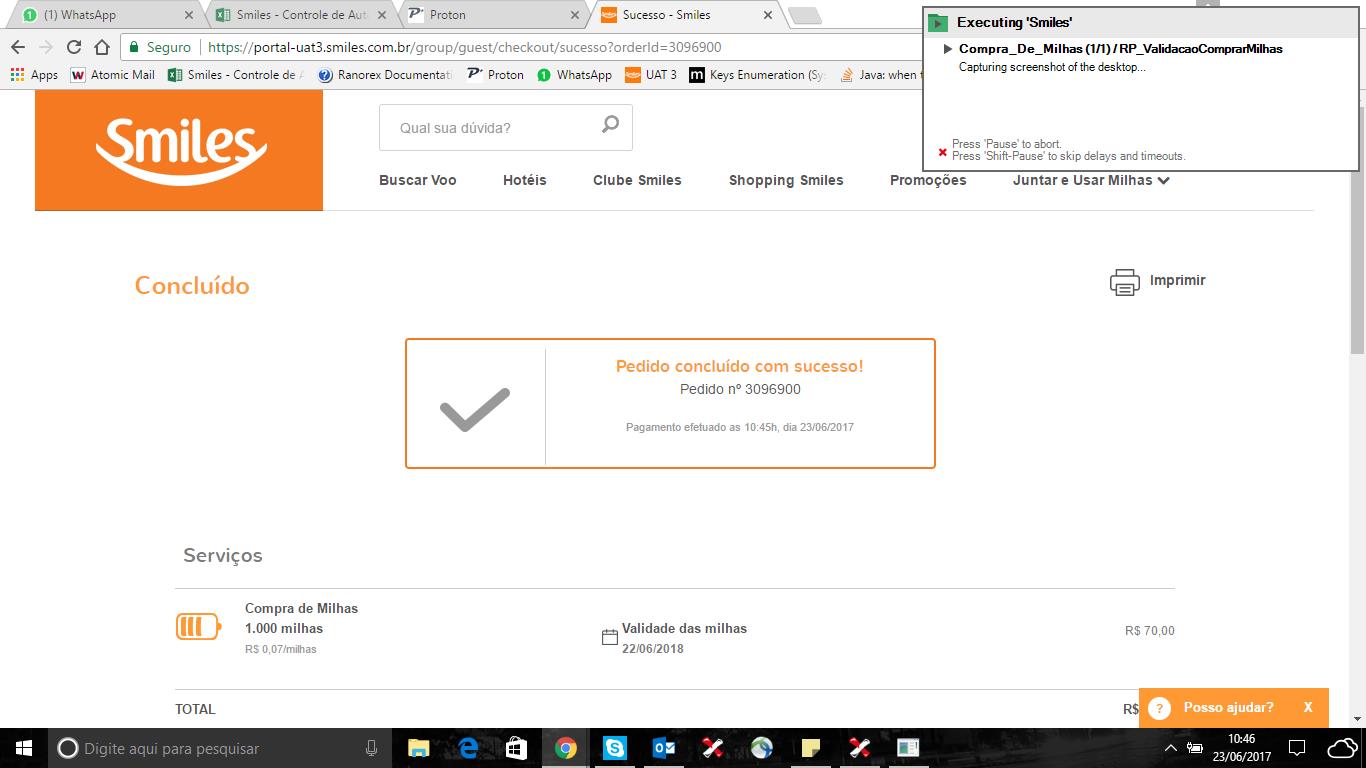 (1) WhatsApp
Smiles - Controle de Aut
Proton
Sucesso - Smiles
Seguro
https://portal-uat3.smiles.com.br/group/guest/checkout/sucesso?orderId=3096900
Apps
Atomic Mail
Smiles - Controle de A
Ranorex Documentati
Proton
WhatsApp
UAT 3
Keys Enumeration (Sy
Java: when t
Executing 'Smiles'
Compra_De_Milhas (1/1) / RP_ValidacaoComprarMilhas
Capturing screenshot of the desktop...
Press 'Pause' to abort.
Press 'Shift-Pause' to skip delays and timeouts.
Smiles
Qual sua dúvida?
Buscar Voo
Hotéis
Clube Smiles
Shopping Smiles
Promoções
Juntar e Usar Milhas
Concluído
Imprimir
Pedido concluído com sucesso!
Pedido nº 3096900
Pagamento efetuado as 10:45h, dia 23/06/2017
Serviços
Compra de Milhas
1.000 milhas
R$ 0,07/milhas
Validade das milhas
22/06/2018
R$ 70,00
TOTAL
R$
? Posso ajudar? X
Digite aqui para pesquisar
10:46
23/06/2017